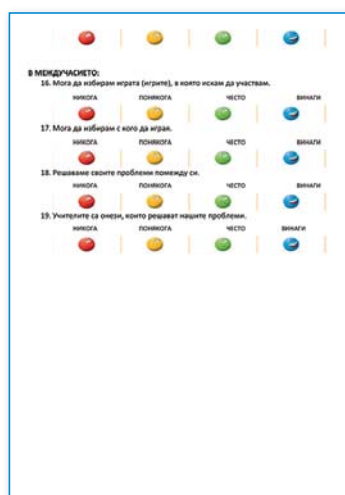 В МЕЖДУЧАСИЕТО:
16. Мога да избирам играта (игрите), в която искам да участвам.
НИКОГА ПОНЯКОГА ЧЕСТО ВИНАГИ
17. Мога да избирам с кого да играя.
НИКОГА ПОНЯКОГА ЧЕСТО ВИНАГИ
18. Решаваме своите проблеми помежду си.
НИКОГА ПОНЯКОГА ЧЕСТО ВИНАГИ
19. Учителите са онези, които решават нашите проблеми.
НИКОГА ПОНЯКОГА ЧЕСТО ВИНАГИ